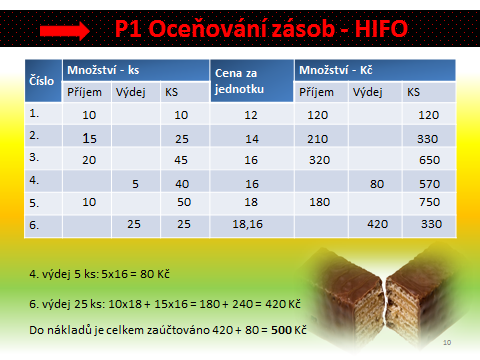 P1 Oceňování zásob - HIFO
Číslo Množství - ks Cena za jednotku Množství - Kč
Příjem Výdej KS Příjem Výdej KS
1. 10 10 12 120 120
2. 15 25 14 210 330
3. 20 45 16 320 650
4. 5 40 16 80 570
5. 10 50 18 180 750
6. 25 25 18,16 420 330
4. výdej 5 ks: 5x16 = 80 Kč
6. výdej 25 ks: 10x18 + 15x16 = 180 + 240 = 420 Kč
Do nákladů je celkem zaúčtováno 420 + 80 = 500 Kč
10